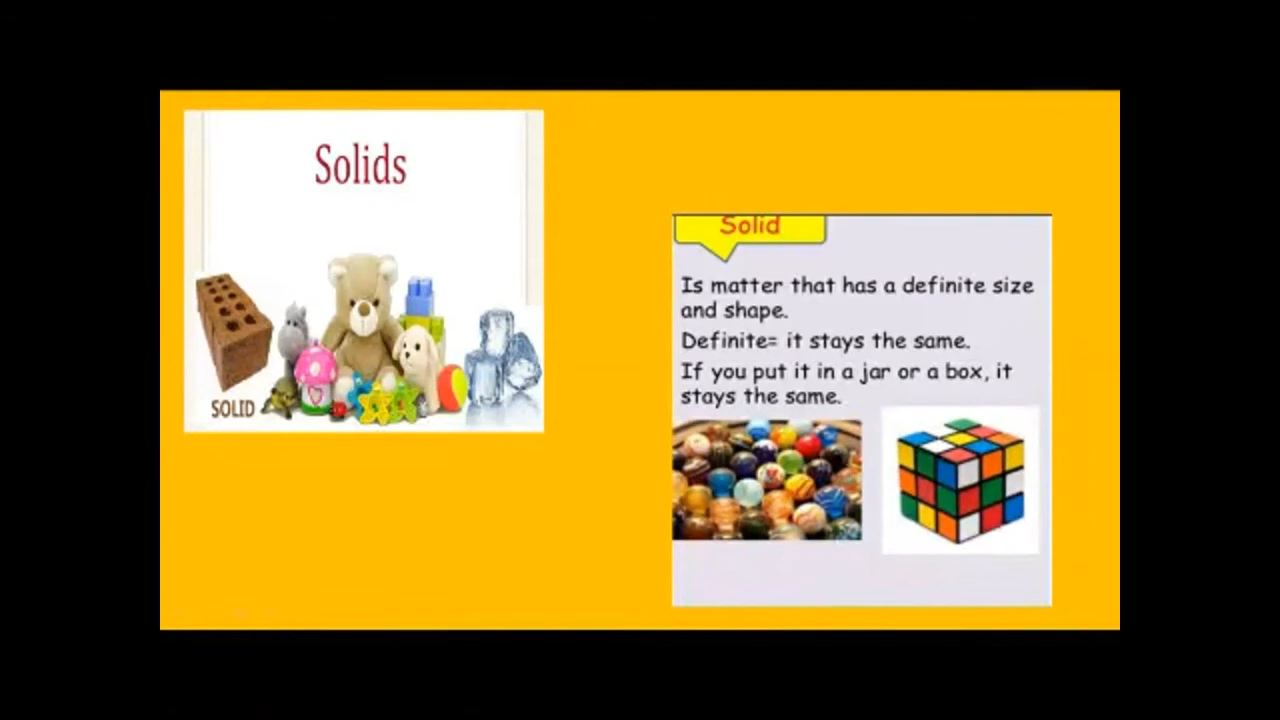 Solids
SOLID
Solid
Is matter that has a definite size
and shape.
Definite= it stays the same.
If you put it in a jar or a box, it
stays the same.